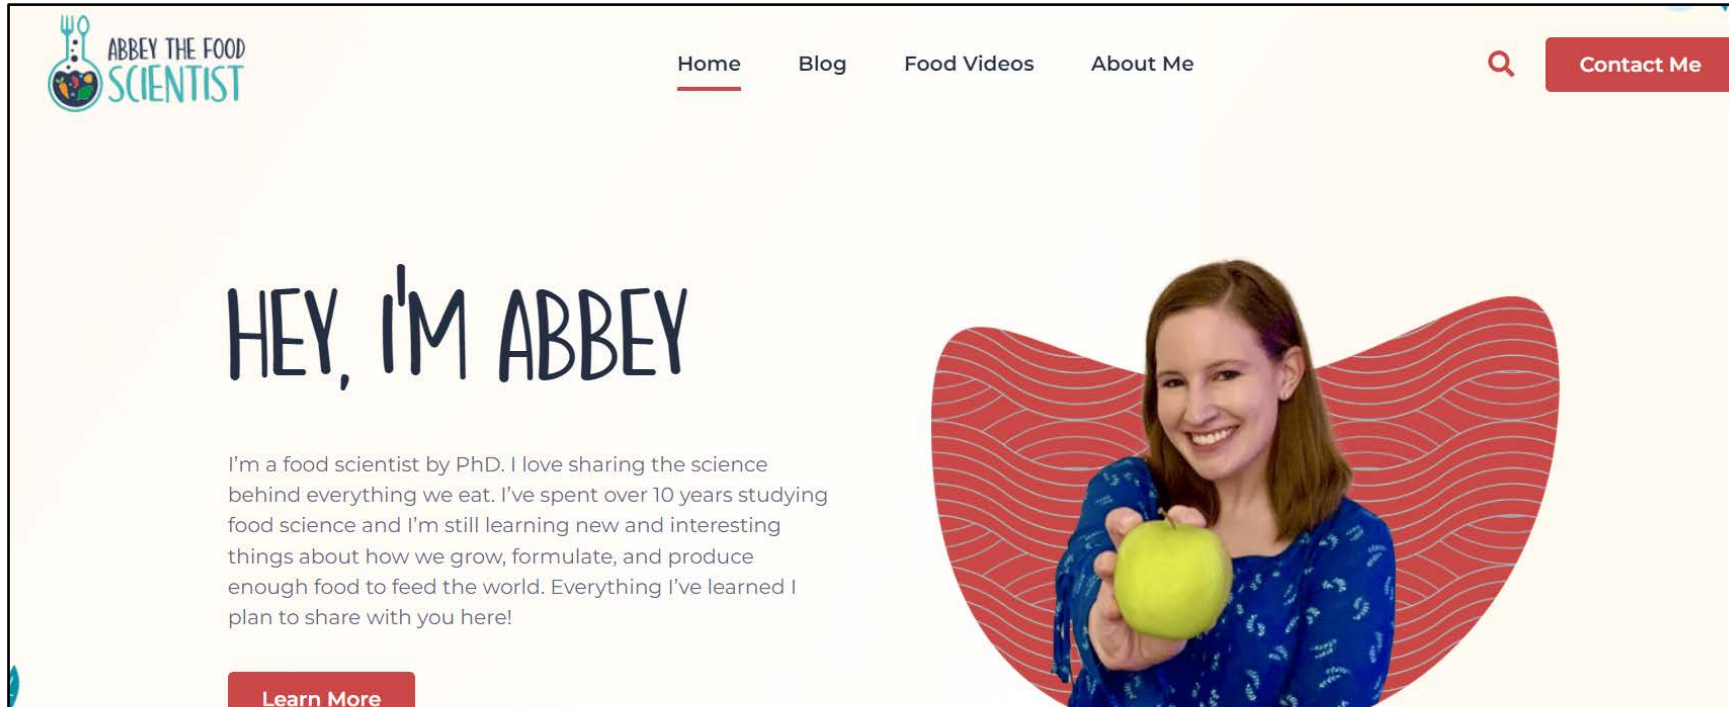 ABBEY THE FOOD
SCIENTIST
Home
Blog
Food Videos
About Me
Contact Me
HEY, I'M ABBEY
I’m a food scientist by PhD. I love sharing the science
behind everything we eat. I’ve spent over 10 years studying
food science and I’m still learning new and interesting
things about how we grow, formulate, and produce
enough food to feed the world. Everything I’ve learned I
plan to share with you here!
Learn More